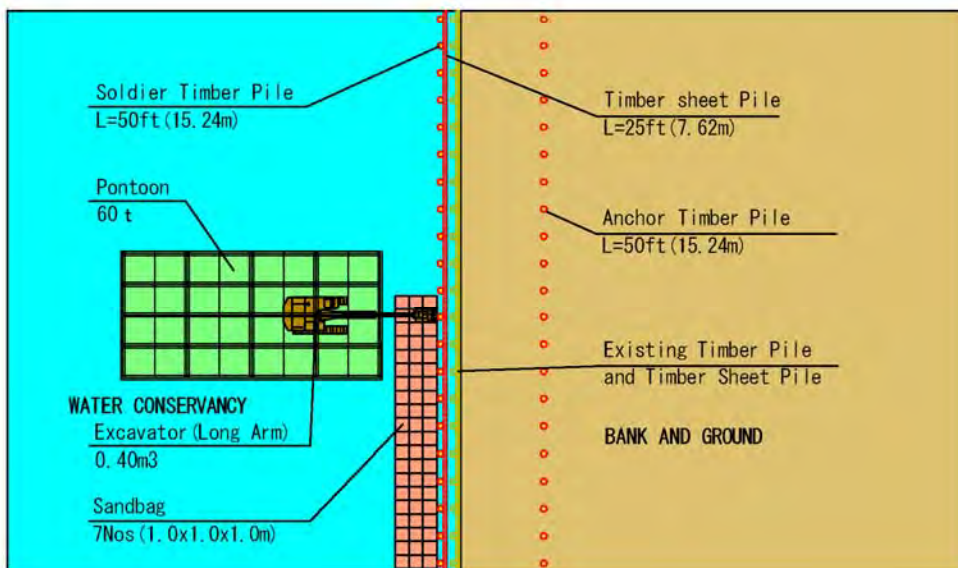 Soldier Timber Pile
L=50ft(15.24m)
Pontoon
60 t
WATER CONSERVANCY
Excavator(Long Arm)
0.40m3
Sandbag
7Nos(1.0x1.0x1.0m)
Timber sheet Pile
L=25ft(7.62m)
Anchor Timber Pile
L=50ft(15.24m)
Existing Timber Pile
and Timber Sheet Pile
BANK AND GROUND